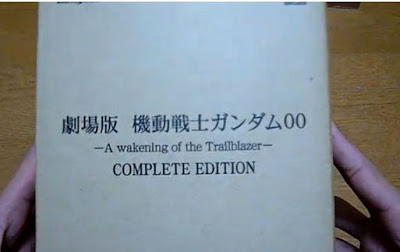 劇場版 機動戦士ガンダム00
—A wakening of the Trailblazer—
COMPLETE EDITION